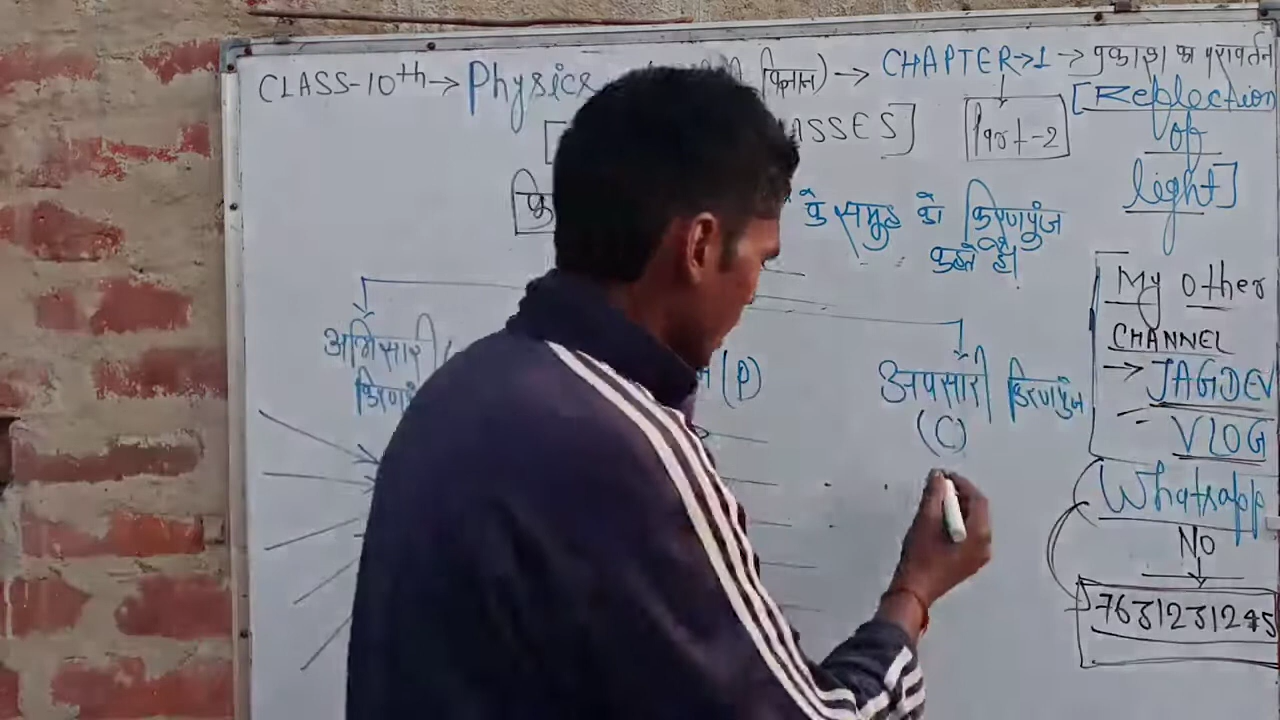 CLASS-10th→ Physics विज्ञान) → CHAPTER→1 → प्रकाश का परावर्तन
[Reflection
of
light]
ASSES]
Part-2
के समुह को किरणपुंज
कहते है।
अभिसारी
किरणपुं
(P)
अपसारी किरणपुंज
(C)
My Other
CHANNEL
→ JAGDEV
VLOG
Whatsapp
No
7631231245